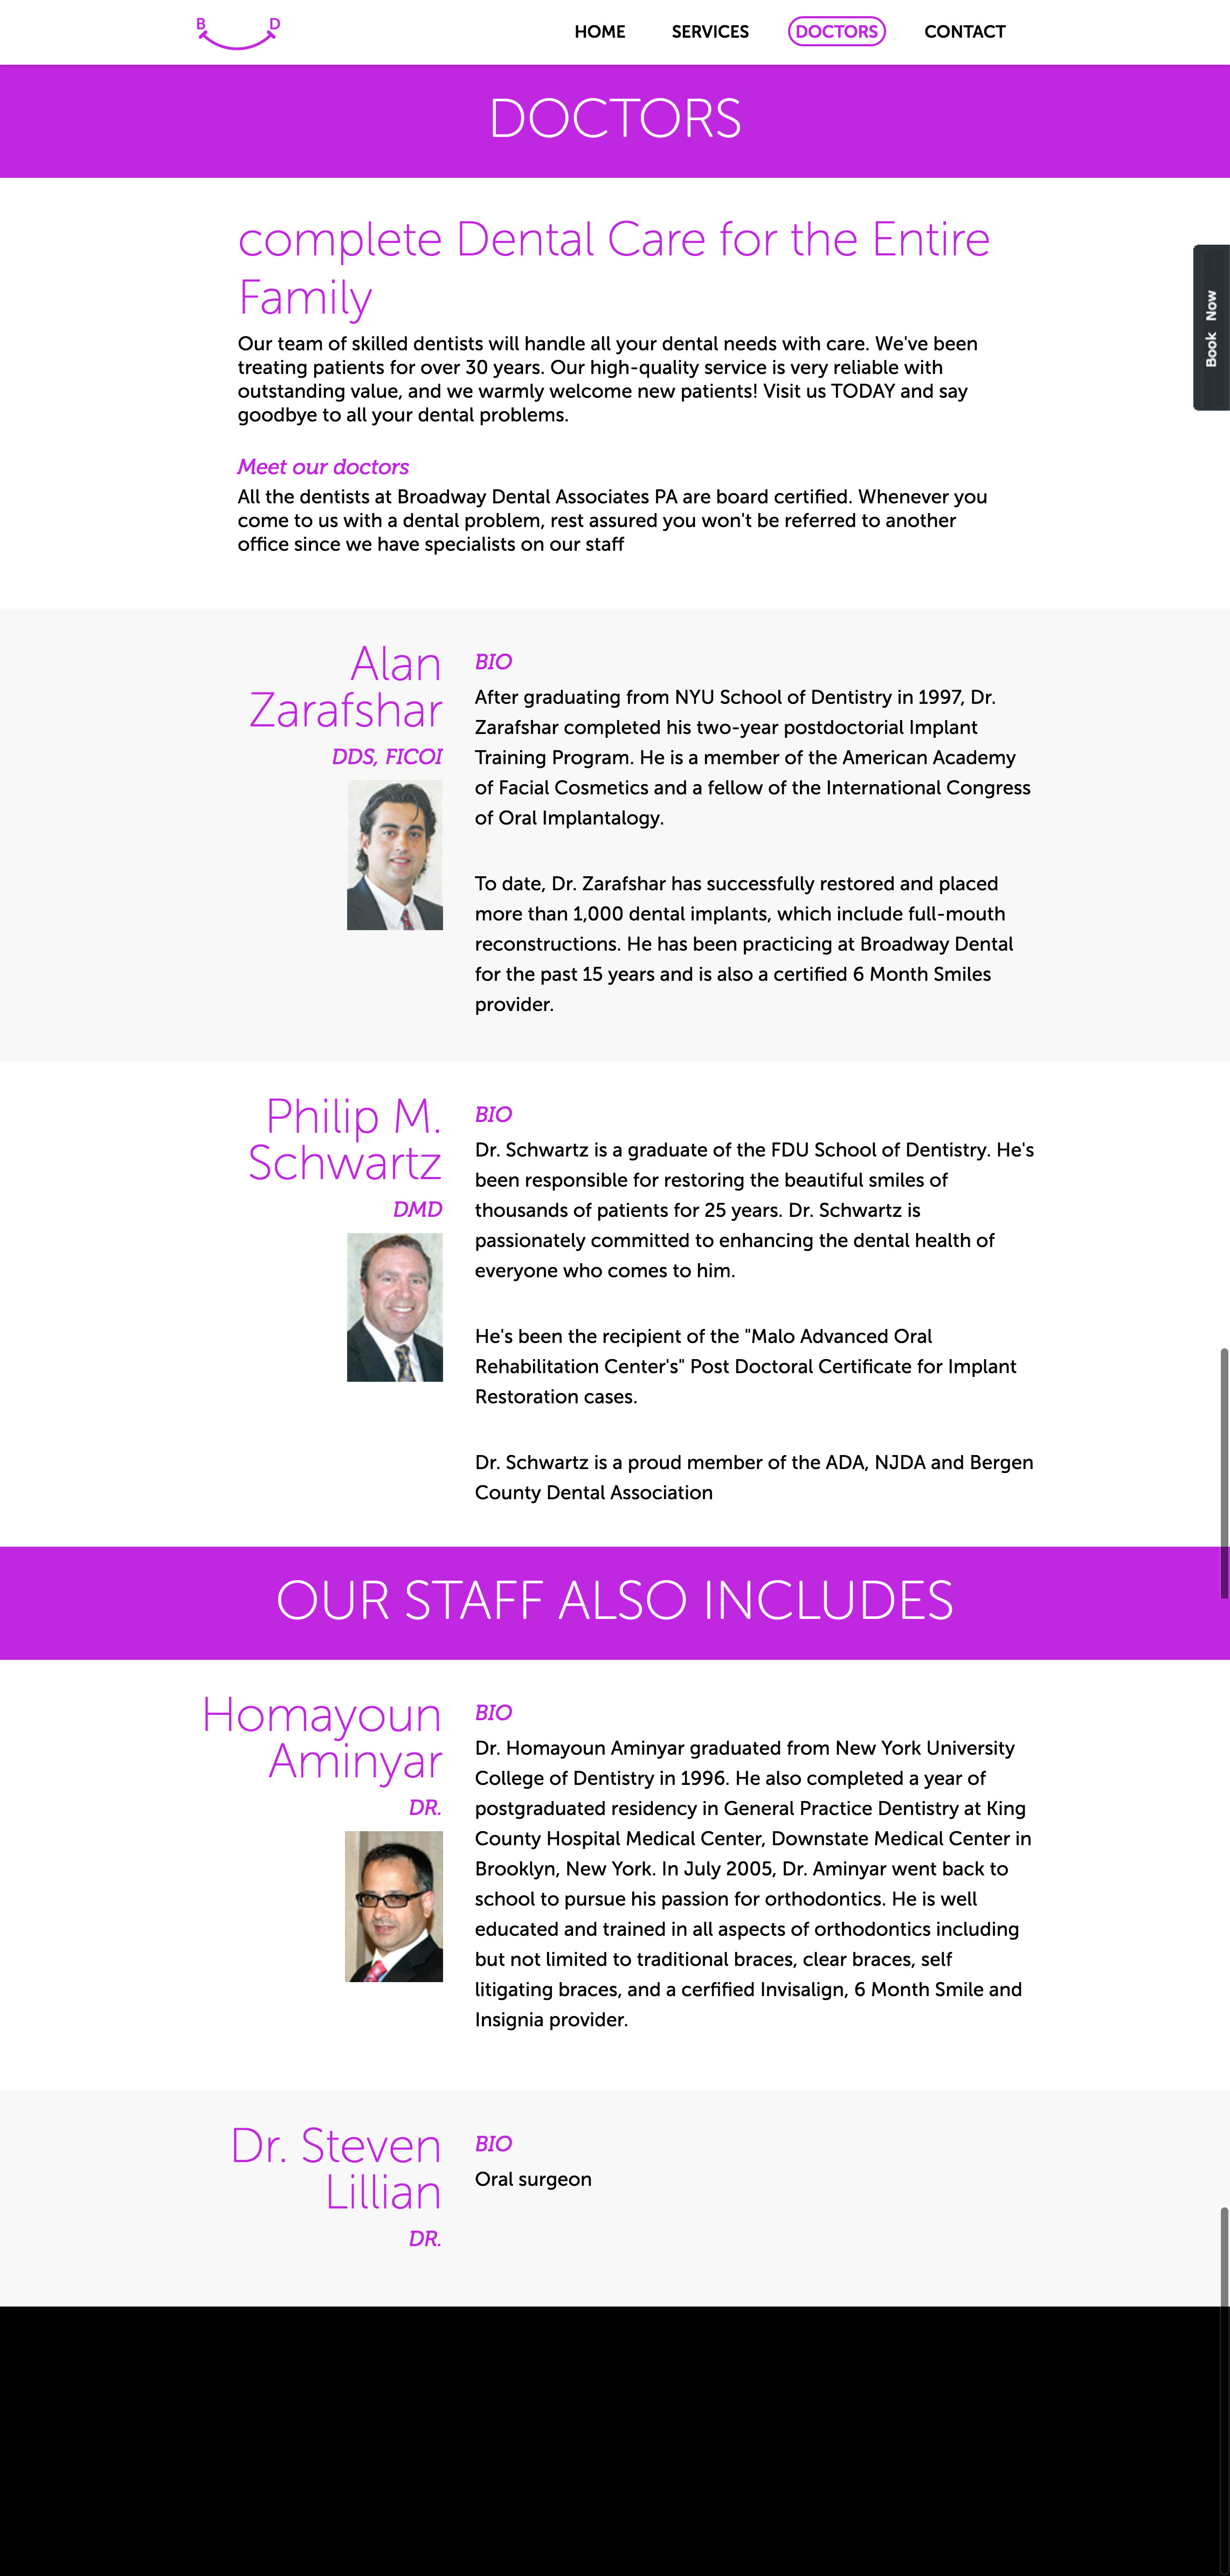 B D
HOME SERVICES DOCTORS CONTACT
DOCTORS
complete Dental Care for the Entire
Family
Our team of skilled dentists will handle all your dental needs with care. We've been
treating patients for over 30 years. Our high-quality service is very reliable with
outstanding value, and we warmly welcome new patients! Visit us TODAY and say
goodbye to all your dental problems.
Book Now
Meet our doctors
All the dentists at Broadway Dental Associates PA are board certified. Whenever you
come to us with a dental problem, rest assured you won't be referred to another
office since we have specialists on our staff
Alan
Zarafshar
DDS, FICOI
BIO
After graduating from NYU School of Dentistry in 1997, Dr.
Zarafshar completed his two-year postdoctorial Implant
Training Program. He is a member of the American Academy
of Facial Cosmetics and a fellow of the International Congress
of Oral Implantalogy.
To date, Dr. Zarafshar has successfully restored and placed
more than 1,000 dental implants, which include full-mouth
reconstructions. He has been practicing at Broadway Dental
for the past 15 years and is also a certified 6 Month Smiles
provider.
Philip M.
Schwartz
DMD
BIO
Dr. Schwartz is a graduate of the FDU School of Dentistry. He's
been responsible for restoring the beautiful smiles of
thousands of patients for 25 years. Dr. Schwartz is
passionately committed to enhancing the dental health of
everyone who comes to him.
He's been the recipient of the "Malo Advanced Oral
Rehabilitation Center's" Post Doctoral Certificate for Implant
Restoration cases.
Dr. Schwartz is a proud member of the ADA, NJDA and Bergen
County Dental Association
OUR STAFF ALSO INCLUDES
Homayoun
Aminyar
DR.
BIO
Dr. Homayoun Aminyar graduated from New York University
College of Dentistry in 1996. He also completed a year of
postgraduated residency in General Practice Dentistry at King
County Hospital Medical Center, Downstate Medical Center in
Brooklyn, New York. In July 2005, Dr. Aminyar went back to
school to pursue his passion for orthodontics. He is well
educated and trained in all aspects of orthodontics including
but not limited to traditional braces, clear braces, self
litigating braces, and a cerfified Invisalign, 6 Month Smile and
Insignia provider.
Dr. Steven
Lillian
DR.
BIO
Oral surgeon